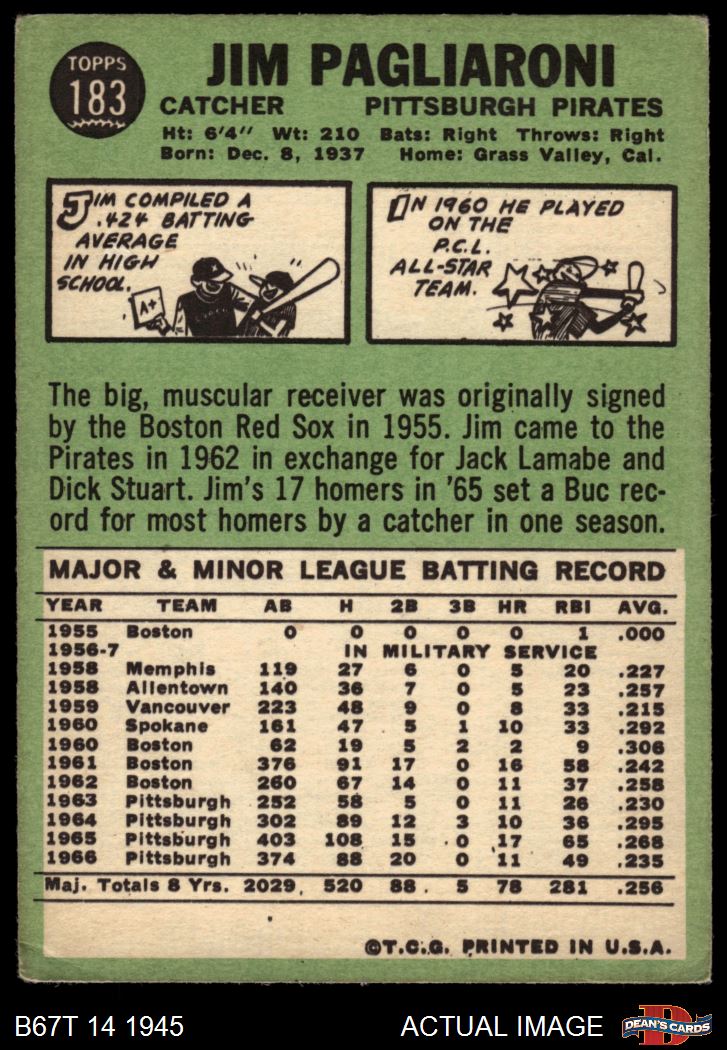 TOPPS
183
JIM PAGLIARONI
CATCHER PITTSBURGH PIRATES
Ht: 6'4" Wt: 210 Bats: Right Throws: Right
Born: Dec. 8, 1937 Home: Grass Valley, Cal.
JIM COMPILED A
.424 BATTING
AVERAGE
IN HIGH
SCHOOL.
A+
IN 1960 HE PLAYED
ON THE
P.C.L.
ALL-STAR
TEAM.
The big, muscular receiver was originally signed
by the Boston Red Sox in 1955. Jim came to the
Pirates in 1962 in exchange for Jack Lamabe and
Dick Stuart. Jim's 17 homers in '65 set a Buc rec-
ord for most homers by a catcher in one season.
MAJOR & MINOR LEAGUE BATTING RECORD
YEAR TEAM AB H 2B 3B HR RBI AVG.
1955 Boston 0 0 0 0 0 1 .000
1956-7 IN MILITARY SERVICE
1958 Memphis 119 27 6 0 5 20 .227
1958 Allentown 140 36 7 0 5 23 .257
1959 Vancouver 223 48 9 0 8 33 .215
1960 Spokane 161 47 5 1 10 33 .292
1960 Boston 62 19 5 2 2 9 .306
1961 Boston 376 91 17 0 16 58 .242
1962 Boston 260 67 14 0 11 37 .258
1963 Pittsburgh 252 58 5 0 11 26 .230
1964 Pittsburgh 302 89 12 3 10 36 .295
1965 Pittsburgh 403 108 15 0 17 65 .268
1966 Pittsburgh 374 88 20 0 11 49 .235
Maj. Totals 8 Yrs. 2029 520 88 5 78 281 .256
©T.C.G. PRINTED IN U.S.A.
B67T 14 1945 ACTUAL IMAGE D DEAN'S CARDS